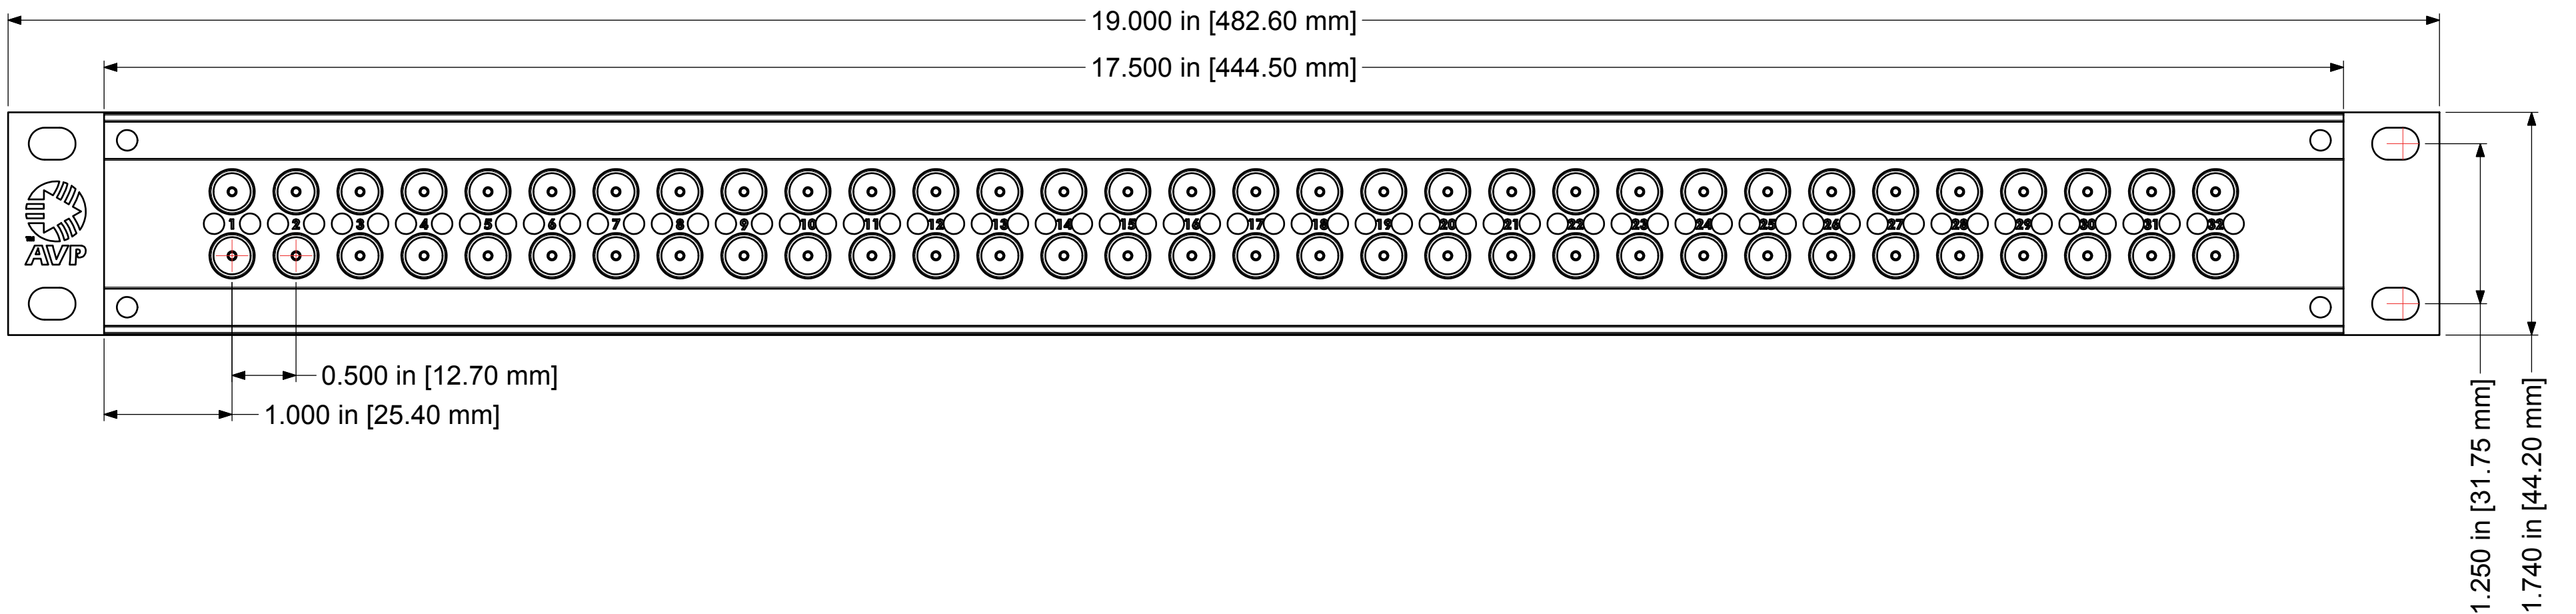 19.000 in [482.60 mm]
17.500 in [444.50 mm]
1 2 3 4 5 6 7 8 9 10 11 12 13 14 15 16 17 18 19 20 21 22 23 24 25 26 27 28 29 30 31 32
™
AVP
0.500 in [12.70 mm]
1.000 in [25.40 mm]
1.250 in [31.75 mm]
1.740 in [44.20 mm]